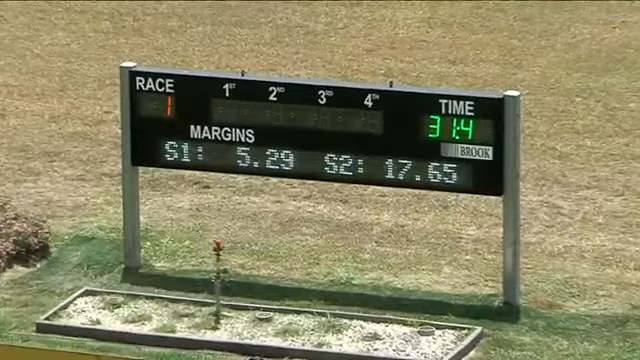 RACE 1ST 2ND 3RD 4TH TIME
1 31:4
BROOK
MARGINS
S1: 5.29 S2: 17.65